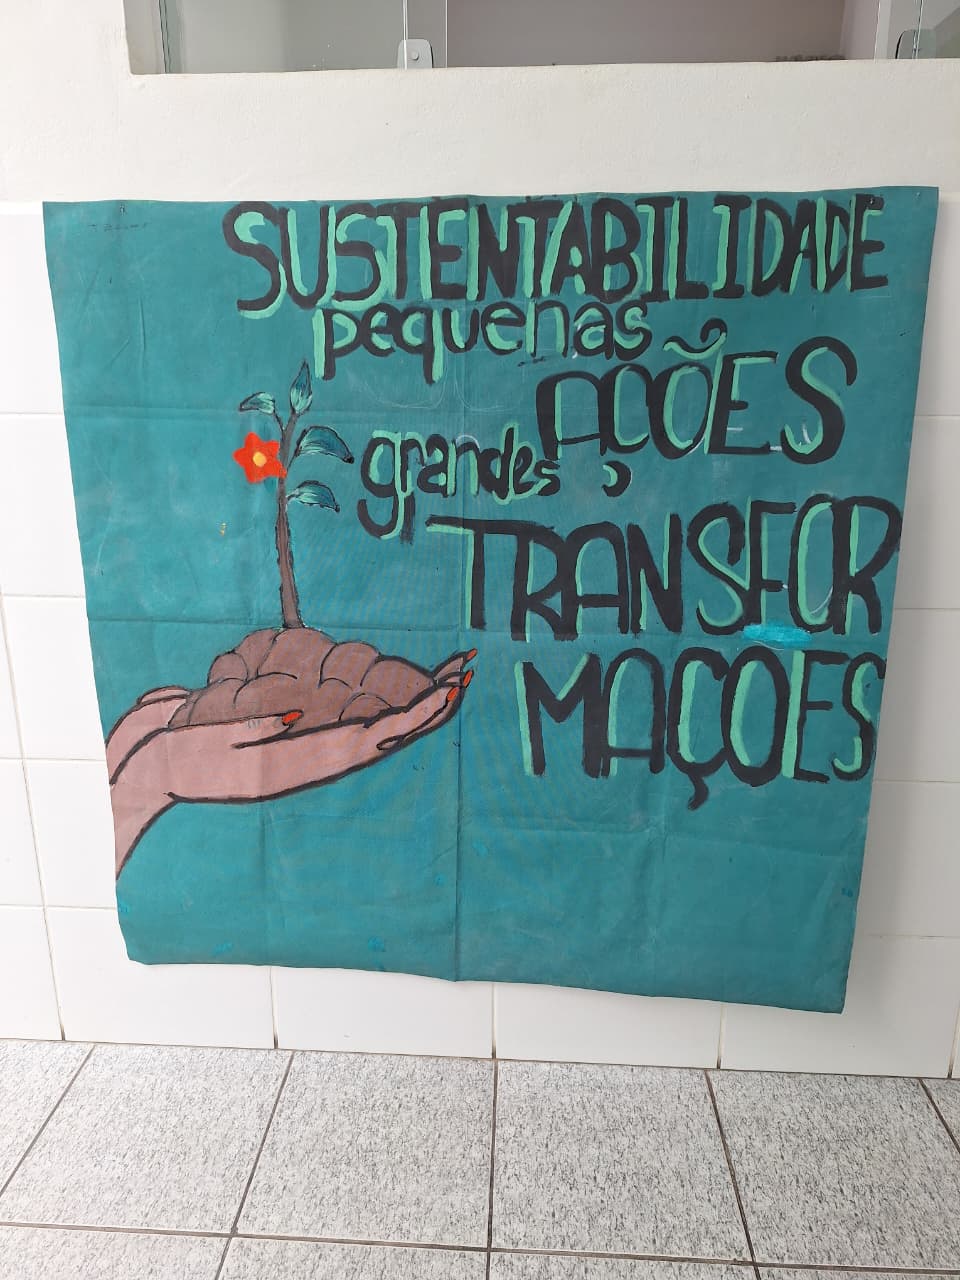 SUSTENTABILIDADE
pequenas
AÇÕES
grandes
TRANSFOR
MAÇOES